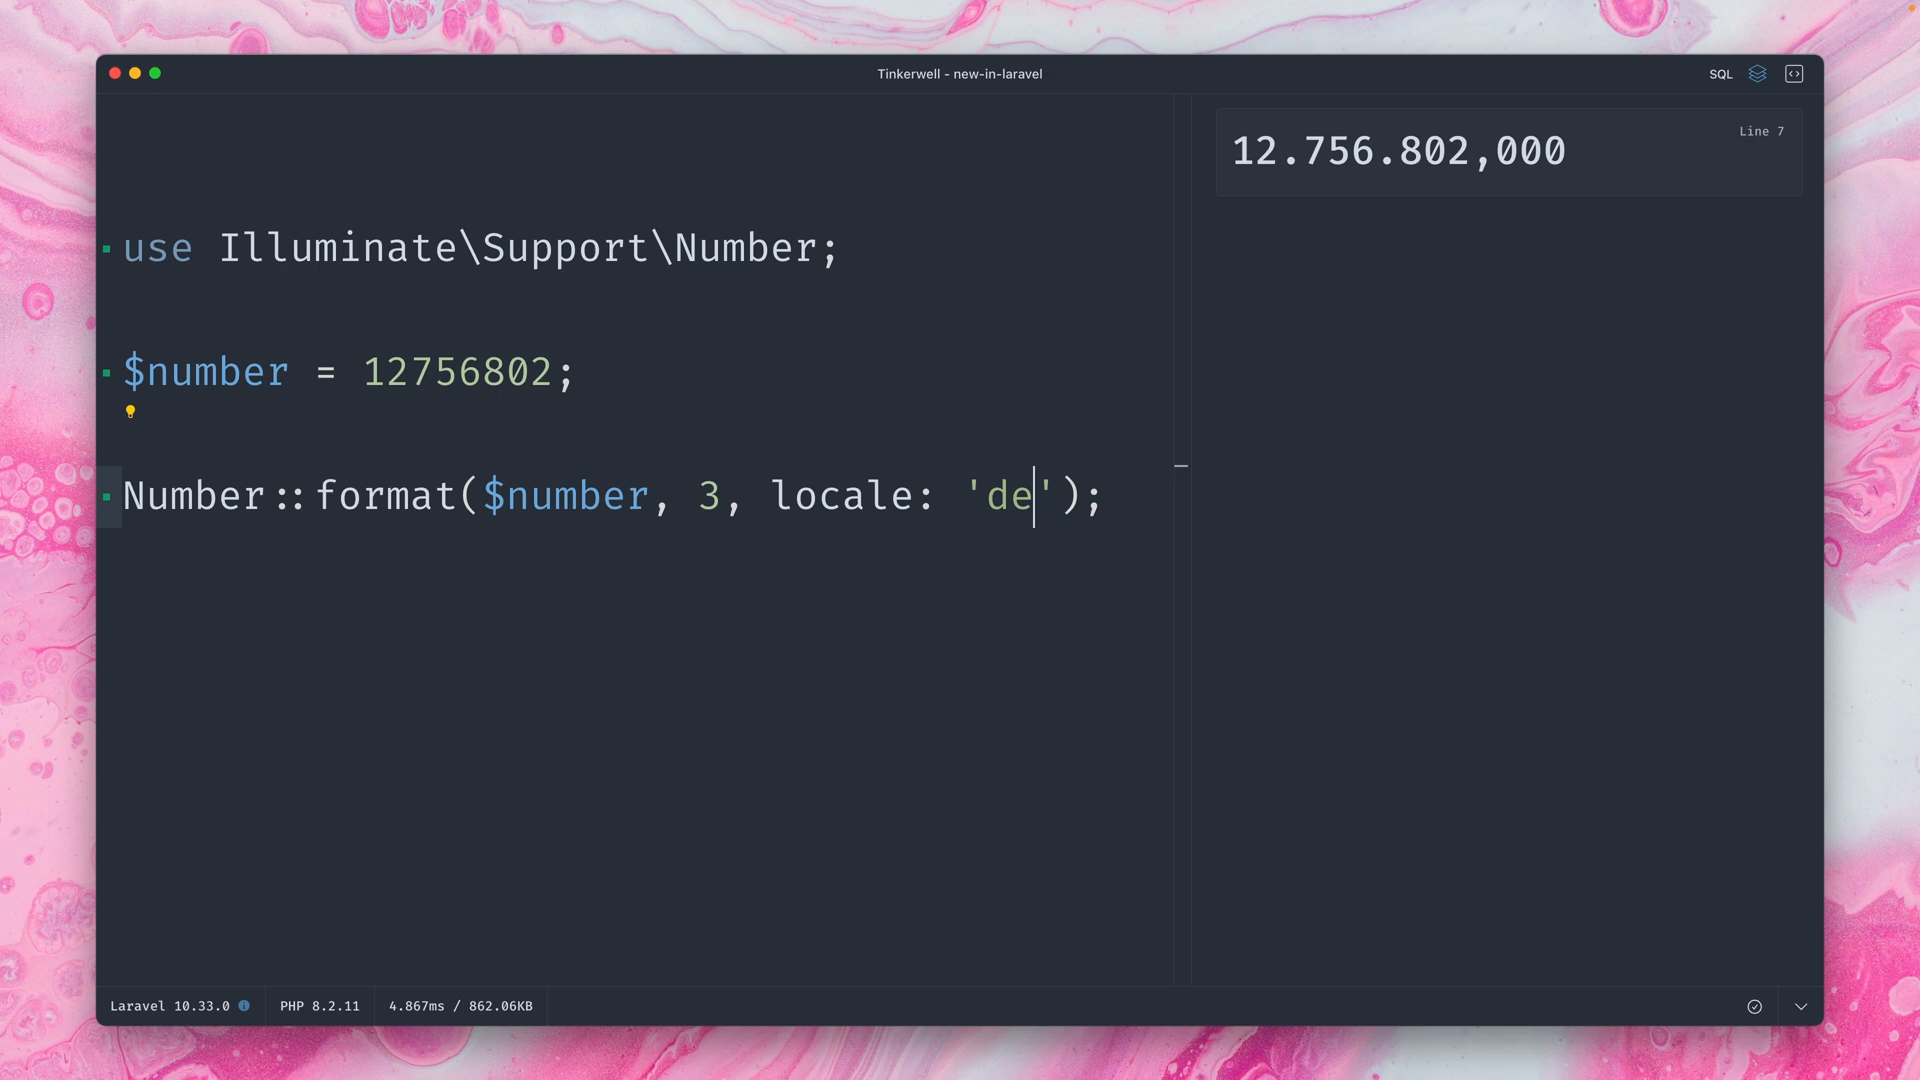 Tinkerwell - new-in-laravel
SQL
use Illuminate\Support\Number;
$number = 12756802;
Number::format($number, 3, locale: 'de');
12.756.802,000
Line 7
Laravel 10.33.0
PHP 8.2.11
4.867ms / 862.06KB